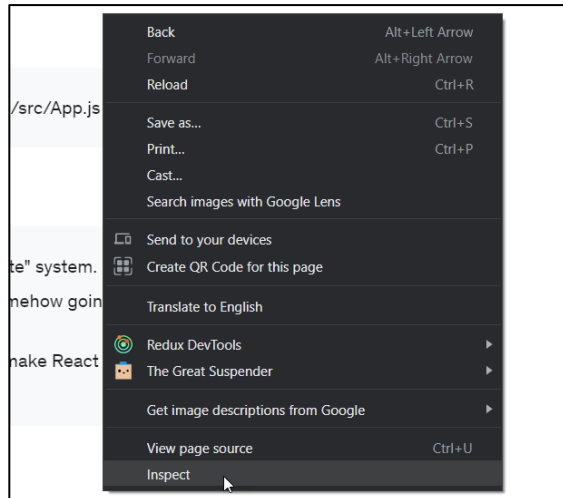 Back Alt+Left Arrow
Forward Alt+Right Arrow
Reload Ctrl+R
/src/App.js
Save as... Ctrl+S
Print... Ctrl+P
Cast...
Search images with Google Lens
Send to your devices
te" system.
Create QR Code for this page
mehow goin
Translate to English
Redux DevTools
make React
The Great Suspender
Get image descriptions from Google
View page source Ctrl+U
Inspect